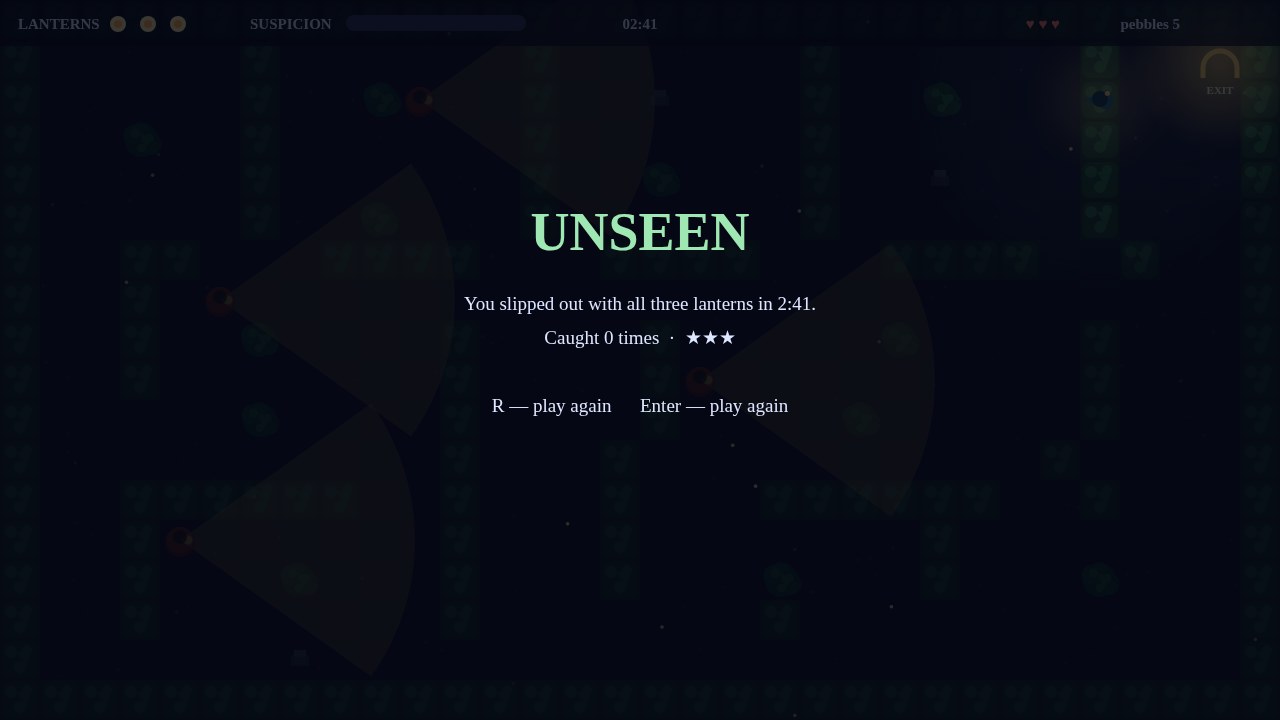 LANTERNS SUSPICION 02:41 ♥ ♥ ♥ pebbles 5
EXIT
UNSEEN
You slipped out with all three lanterns in 2:41.
Caught 0 times · ★★★
R — play again Enter — play again